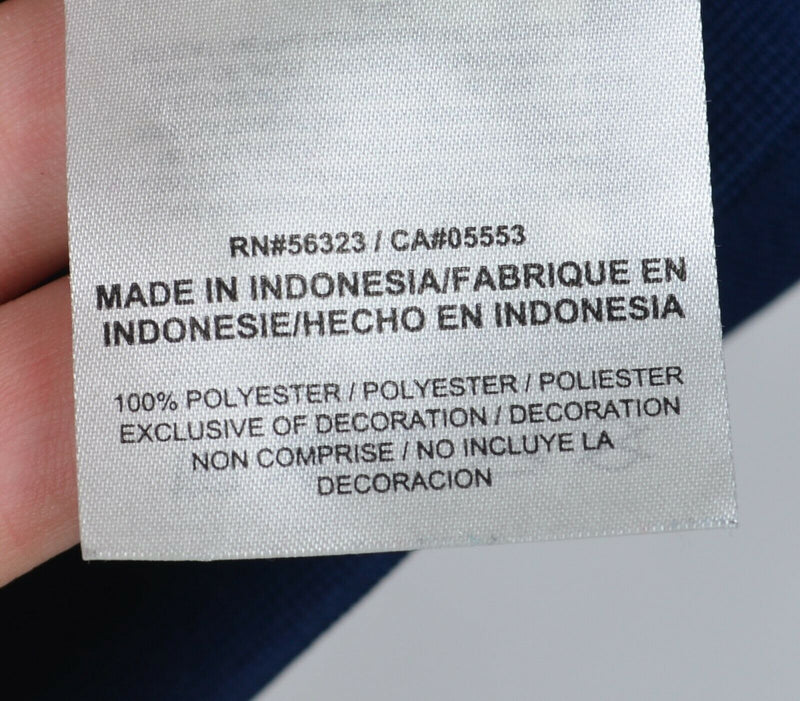 RN#56323 / CA#05553
MADE IN INDONESIA/FABRIQUE EN
INDONESIE/HECHO EN INDONESIA
100% POLYESTER / POLYESTER / POLIESTER
EXCLUSIVE OF DECORATION / DECORATION
NON COMPRISE / NO INCLUYE LA
DECORACION